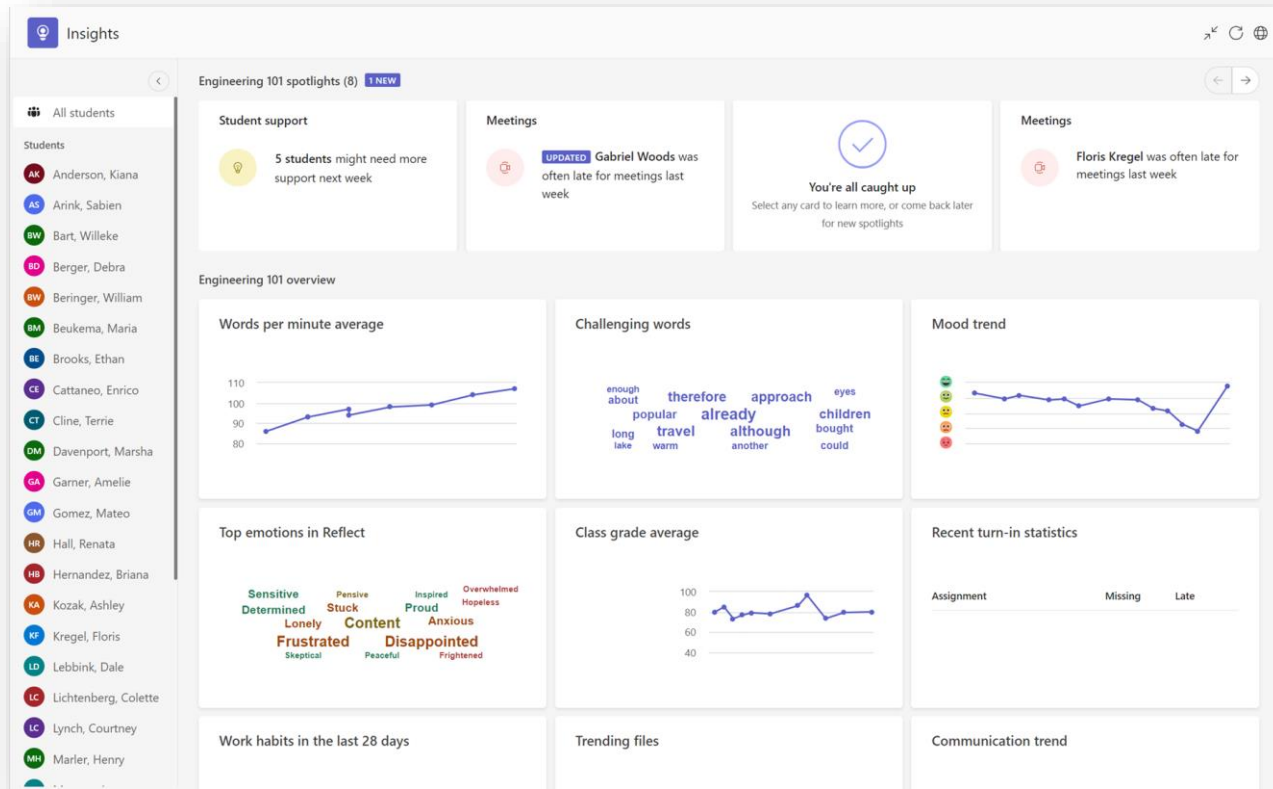 Insights
All students
Students
AK Anderson, Kiana
AS Arink, Sabien
BW Bart, Willeke
BD Berger, Debra
BW Beringer, William
BM Beukema, Maria
BE Brooks, Ethan
CE Cattaneo, Enrico
CT Cline, Terrie
DM Davenport, Marsha
GA Garner, Amelie
GM Gomez, Mateo
HR Hall, Renata
HB Hernandez, Briana
KA Kozak, Ashley
KF Kregel, Floris
LD Lebbink, Dale
LC Lichtenberg, Colette
LC Lynch, Courtney
MH Marler, Henry
Engineering 101 spotlights (8) 1 NEW
Student support
5 students might need more
support next week
Meetings
UPDATED Gabriel Woods was
often late for meetings last
week
You're all caught up
Select any card to learn more, or come back later
for new spotlights
Meetings
Floris Kregel was often late for
meetings last week
Engineering 101 overview
Words per minute average
110
100
90
80
Challenging words
enough
about therefore approach eyes
popular already children
long travel although bought
lake warm another could
Mood trend
Top emotions in Reflect
Sensitive Pensive Inspired Overwhelmed
Determined Stuck Proud Hopeless
Lonely Content Anxious
Frustrated Disappointed
Skeptical Peaceful Frightened
Class grade average
100
80
60
40
Recent turn-in statistics
Assignment Missing Late
Work habits in the last 28 days
Trending files
Communication trend